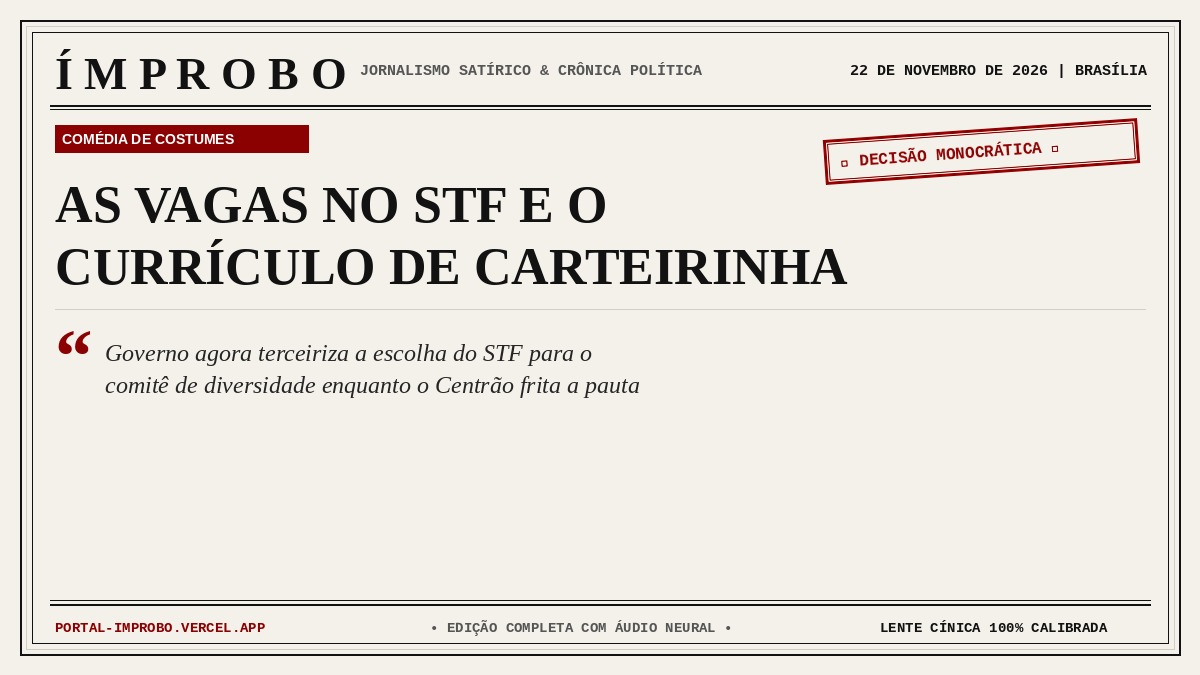 ÍMPROBO
JORNALISMO SATÍRICO & CRÔNICA POLÍTICA
22 DE NOVEMBRO DE 2026 | BRASÍLIA
COMÉDIA DE COSTUMES
DECISÃO MONOCRÁTICA
AS VAGAS NO STF E O
CURRÍCULO DE CARTEIRINHA
“ Governo agora terceiriza a escolha do STF para o
comitê de diversidade enquanto o Centrão frita a pauta
PORTAL-IMPROBO.VERCEL.APP
• EDIÇÃO COMPLETA COM ÁUDIO NEURAL •
LENTE CÍNICA 100% CALIBRADA